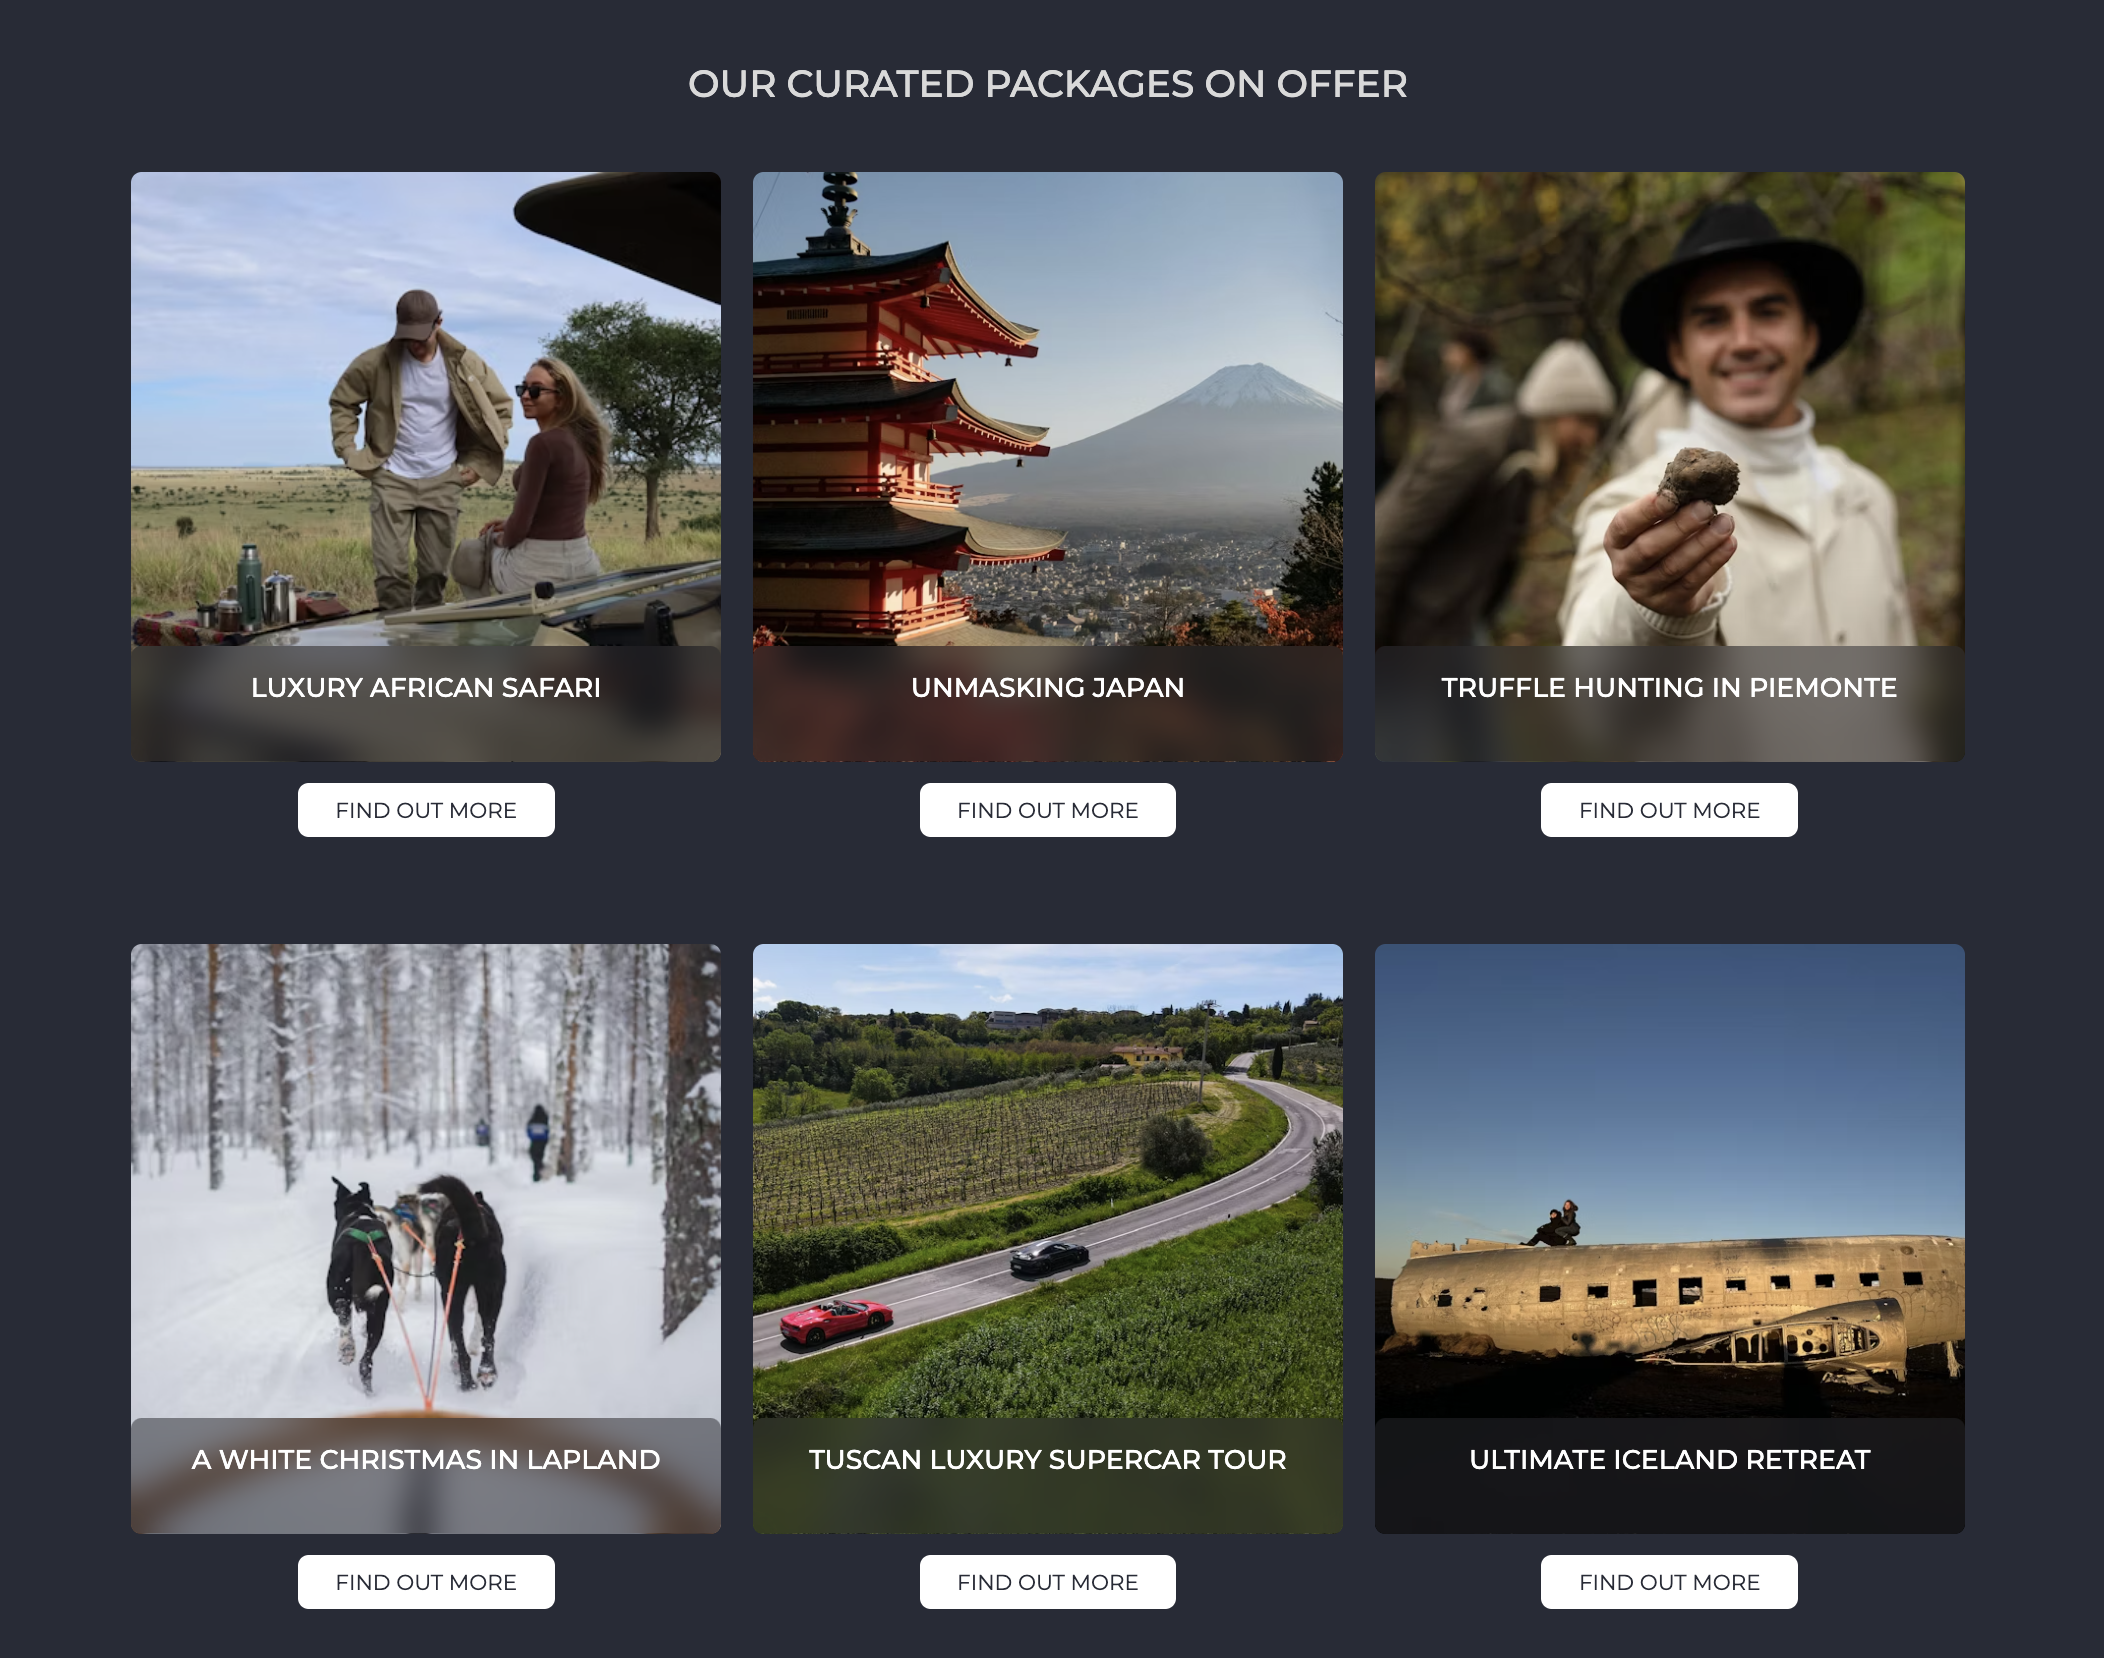 OUR CURATED PACKAGES ON OFFER
LUXURY AFRICAN SAFARI
UNMASKING JAPAN
TRUFFLE HUNTING IN PIEMONTE
FIND OUT MORE
FIND OUT MORE
FIND OUT MORE
A WHITE CHRISTMAS IN LAPLAND
TUSCAN LUXURY SUPERCAR TOUR
ULTIMATE ICELAND RETREAT
FIND OUT MORE
FIND OUT MORE
FIND OUT MORE